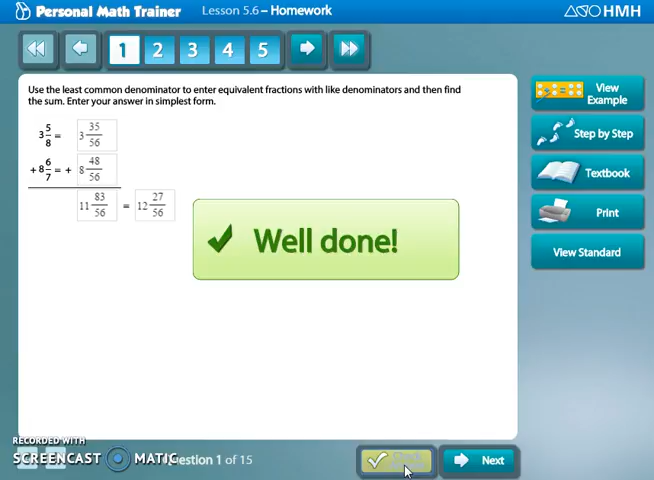 Personal Math Trainer Lesson 5.6 – Homework HMH
1 2 3 4 5
Use the least common denominator to enter equivalent fractions with like denominators and then find
the sum. Enter your answer in simplest form.
3 5/8 = 3 35/56
+ 8 6/7 = + 8 48/56
11 83/56 = 12 27/56
Well done!
View
Example
Step by Step
Textbook
Print
View Standard
RECORDED WITH
SCREENCAST MATIC
Question 1 of 15
Check
Next